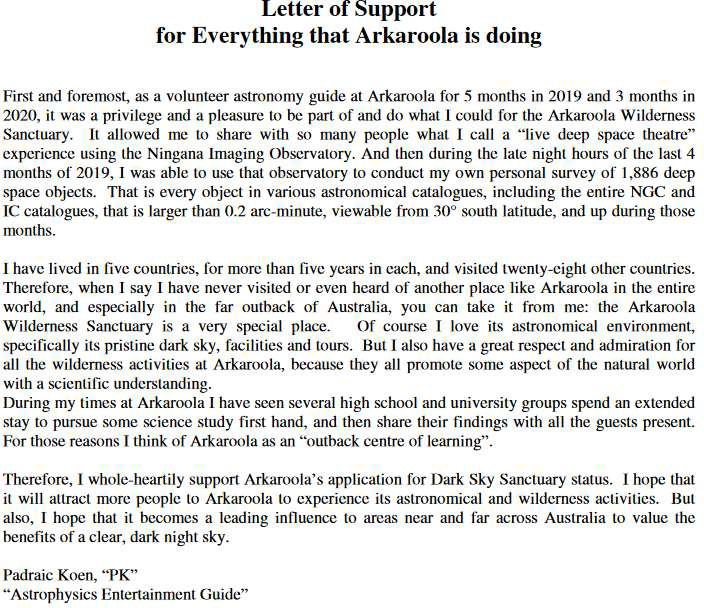 Letter of Support
for Everything that Arkaroola is doing
First and foremost, as a volunteer astronomy guide at Arkaroola for 5 months in 2019 and 3 months in
2020, it was a privilege and a pleasure to be part of and do what I could for the Arkaroola Wilderness
Sanctuary. It allowed me to share with so many people what I call a “live deep space theatre”
experience using the Ningana Imaging Observatory. And then during the late night hours of the last 4
months of 2019, I was able to use that observatory to conduct my own personal survey of 1,886 deep
space objects. That is every object in various astronomical catalogues, including the entire NGC and
IC catalogues, that is larger than 0.2 arc-minute, viewable from 30° south latitude, and up during those
months.
I have lived in five countries, for more than five years in each, and visited twenty-eight other countries.
Therefore, when I say I have never visited or even heard of another place like Arkaroola in the entire
world, and especially in the far outback of Australia, you can take it from me: the Arkaroola
Wilderness Sanctuary is a very special place. Of course I love its astronomical environment,
specifically its pristine dark sky, facilities and tours. But I also have a great respect and admiration for
all the wilderness activities at Arkaroola, because they all promote some aspect of the natural world
with a scientific understanding.
During my times at Arkaroola I have seen several high school and university groups spend an extended
stay to pursue some science study first hand, and then share their findings with all the guests present.
For those reasons I think of Arkaroola as an “outback centre of learning”.
Therefore, I whole-heartily support Arkaroola’s application for Dark Sky Sanctuary status. I hope that
it will attract more people to Arkaroola to experience its astronomical and wilderness activities. But
also, I hope that it becomes a leading influence to areas near and far across Australia to value the
benefits of a clear, dark night sky.
Padraic Koen, “PK”
“Astrophysics Entertainment Guide”